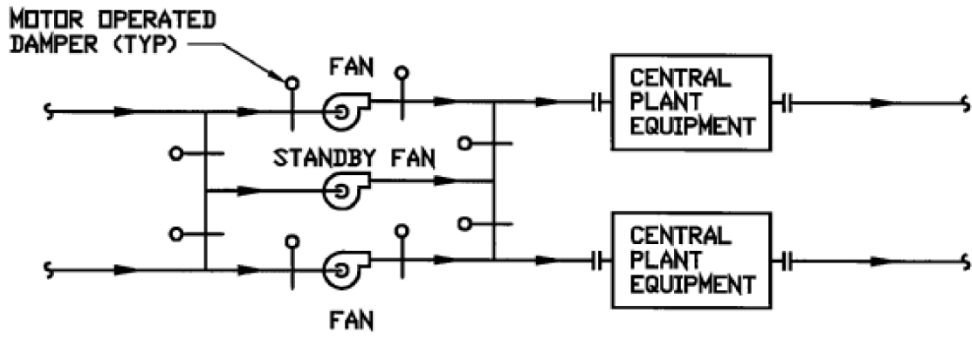 MOTOR OPERATED
DAMPER (TYP)
FAN
CENTRAL
PLANT
EQUIPMENT
STANDBY FAN
CENTRAL
PLANT
EQUIPMENT
FAN